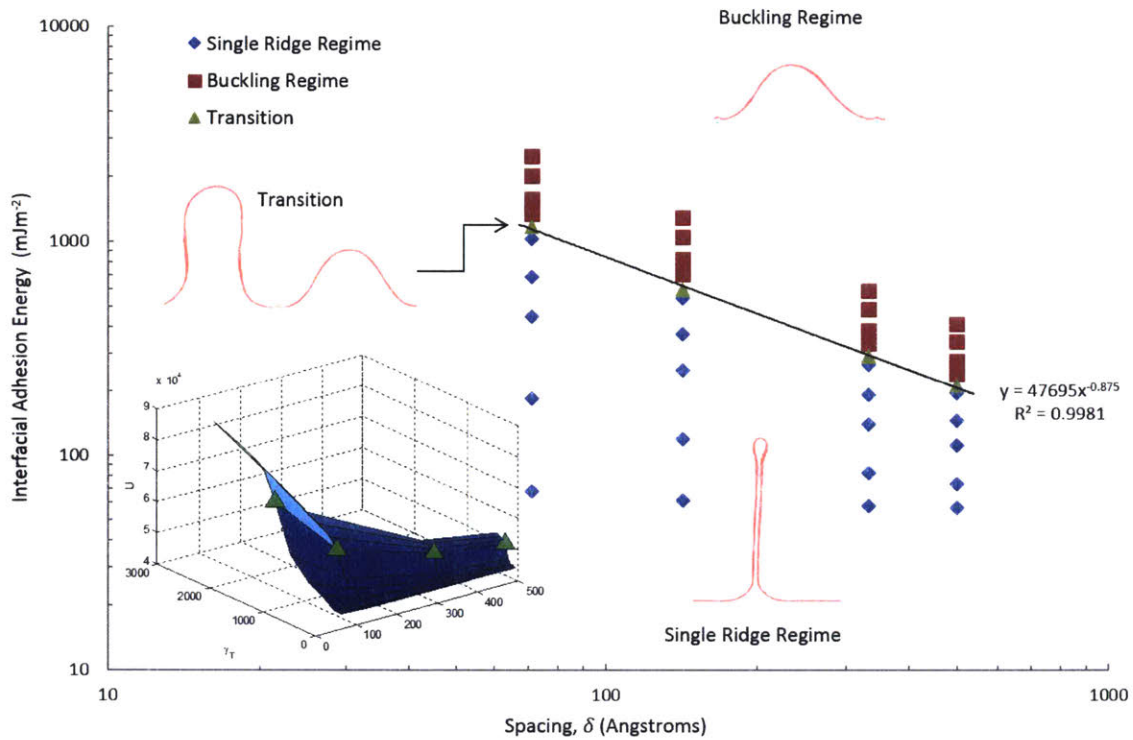 Buckling Regime
10000
Single Ridge Regime
Buckling Regime
Transition
Transition
1000
Interfacial Adhesion Energy (mJm-2)
y = 47695x^-0.875
R² = 0.9981
x 10^4
9
8
7
6
5
4
U
3000
2000
1000
0
γT
0
100
200
300
400
500
100
Single Ridge Regime
10
10
100
1000
Spacing, δ (Angstroms)